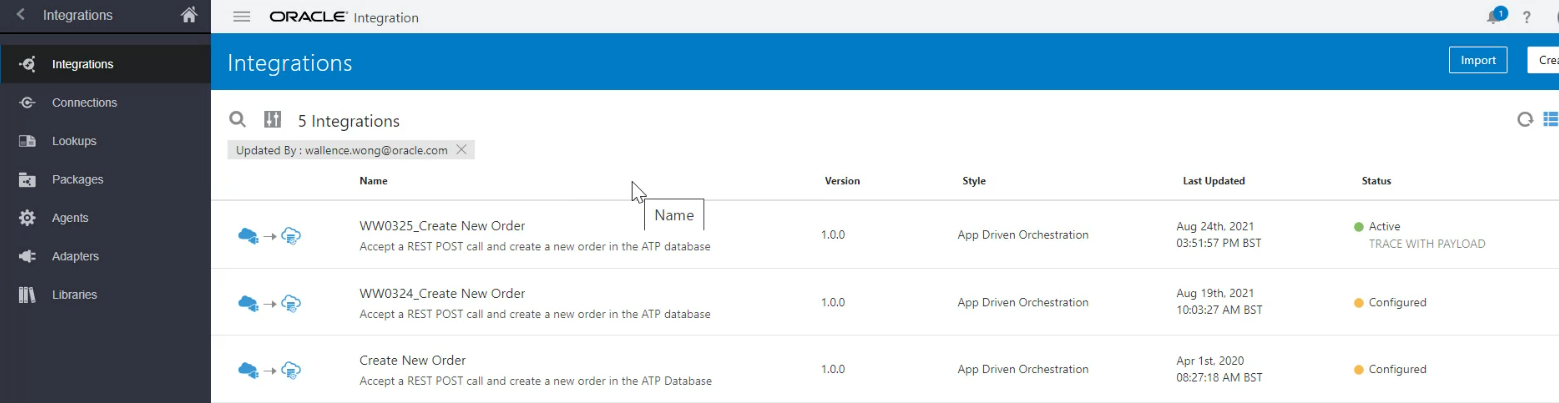 Integrations
ORACLE Integration
1
?
Integrations
Connections
Lookups
Packages
Agents
Adapters
Libraries
Integrations
Import
Crea
5 Integrations
Updated By : wallence.wong@oracle.com
Name Version Style Last Updated Status
Name
WW0325_Create New Order
Accept a REST POST call and create a new order in the ATP database
1.0.0
App Driven Orchestration
Aug 24th, 2021
03:51:57 PM BST
Active
TRACE WITH PAYLOAD
WW0324_Create New Order
Accept a REST POST call and create a new order in the ATP database
1.0.0
App Driven Orchestration
Aug 19th, 2021
10:03:27 AM BST
Configured
Create New Order
Accept a REST POST call and create a new order in the ATP Database
1.0.0
App Driven Orchestration
Apr 1st, 2020
08:27:18 AM BST
Configured